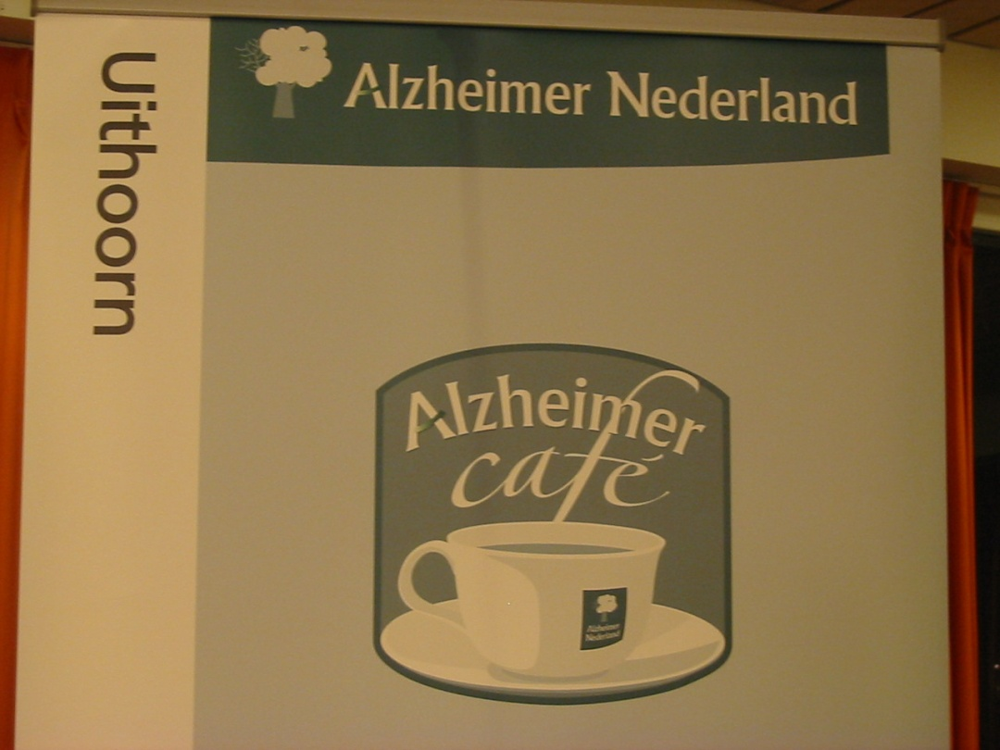 Uithoorn
Alzheimer Nederland
Alzheimer
café
Alzheimer
Nederland